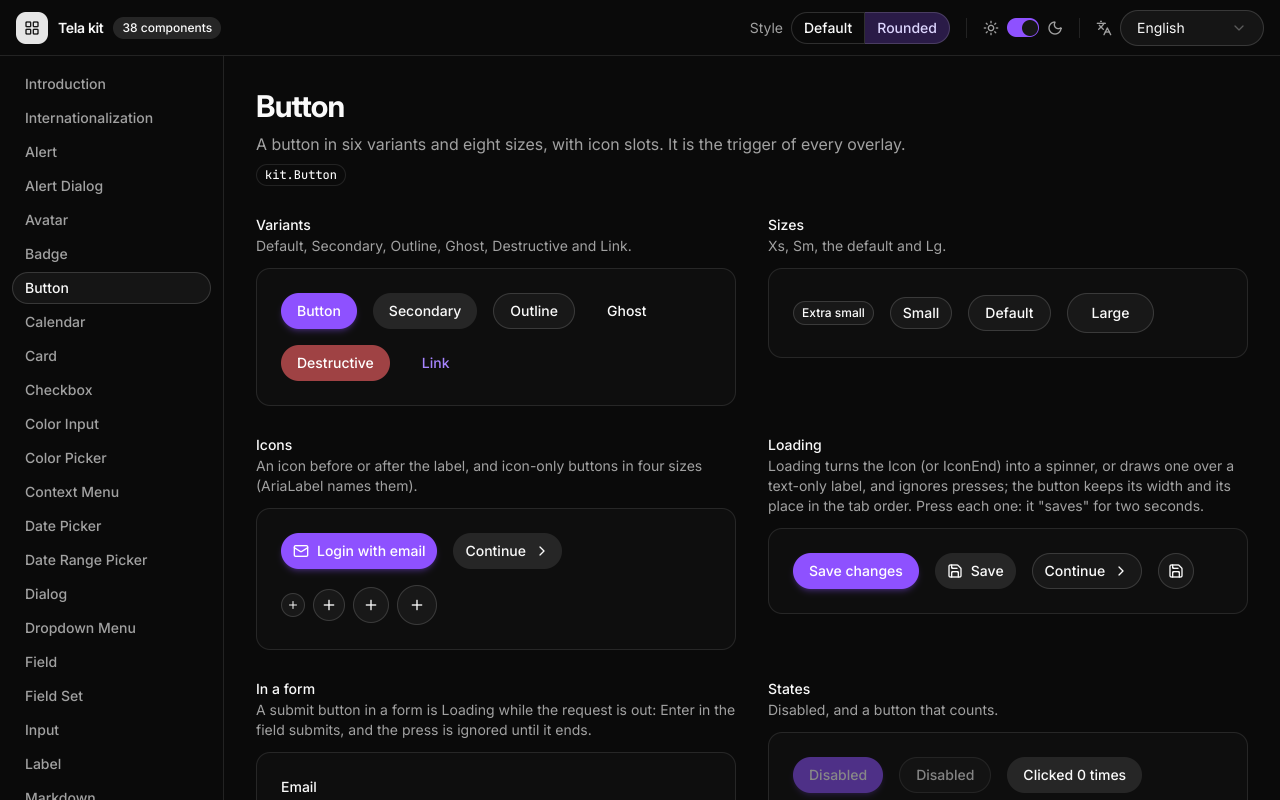 Tela kit
38 components
Style
Default
Rounded
English
Introduction
Internationalization
Alert
Alert Dialog
Avatar
Badge
Button
Calendar
Card
Checkbox
Color Input
Color Picker
Context Menu
Date Picker
Date Range Picker
Dialog
Dropdown Menu
Field
Field Set
Input
Label
Markdown
Button
A button in six variants and eight sizes, with icon slots. It is the trigger of every overlay.
kit.Button
Variants
Default, Secondary, Outline, Ghost, Destructive and Link.
Button
Secondary
Outline
Ghost
Destructive
Link
Sizes
Xs, Sm, the default and Lg.
Extra small
Small
Default
Large
Icons
An icon before or after the label, and icon-only buttons in four sizes
(AriaLabel names them).
Login with email
Continue
Loading
Loading turns the Icon (or IconEnd) into a spinner, or draws one over a
text-only label, and ignores presses; the button keeps its width and its
place in the tab order. Press each one: it "saves" for two seconds.
Save changes
Save
Continue
In a form
A submit button in a form is Loading while the request is out: Enter in the
field submits, and the press is ignored until it ends.
Email
States
Disabled, and a button that counts.
Disabled
Disabled
Clicked 0 times